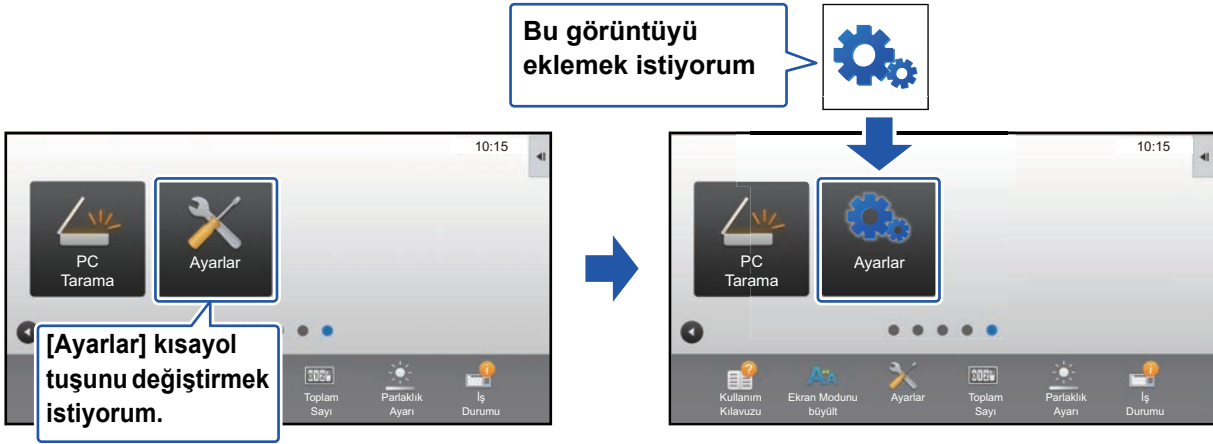 Bu görüntüyü
eklemek istiyorum
10:15
PC
Tarama
Ayarlar
[Ayarlar] kısayol
tuşunu değiştirmek
istiyorum.
Toplam
Sayı
Parlaklık
Ayarı
İş
Durumu
10:15
PC
Tarama
Ayarlar
Kullanım
Kılavuzu
Ekran Modunu
büyült
Ayarlar
Toplam
Sayı
Parlaklık
Ayarı
İş
Durumu